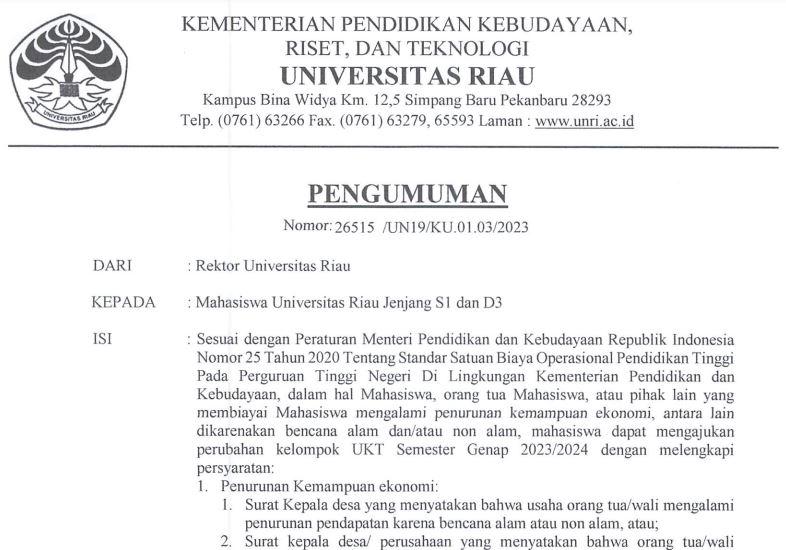 KEMENTERIAN PENDIDIKAN KEBUDAYAAN,
RISET, DAN TEKNOLOGI
UNIVERSITAS RIAU
Kampus Bina Widya Km. 12,5 Simpang Baru Pekanbaru 28293
Telp. (0761) 63266 Fax. (0761) 63279, 65593 Laman : www.unri.ac.id
UNIVERSITAS RIAU
PENGUMUMAN
Nomor: 26515 /UN19/KU.01.03/2023
DARI : Rektor Universitas Riau
KEPADA : Mahasiswa Universitas Riau Jenjang S1 dan D3
ISI : Sesuai dengan Peraturan Menteri Pendidikan dan Kebudayaan Republik Indonesia
Nomor 25 Tahun 2020 Tentang Standar Satuan Biaya Operasional Pendidikan Tinggi
Pada Perguruan Tinggi Negeri Di Lingkungan Kementerian Pendidikan dan
Kebudayaan, dalam hal Mahasiswa, orang tua Mahasiswa, atau pihak lain yang
membiayai Mahasiswa mengalami penurunan kemampuan ekonomi, antara lain
dikarenakan bencana alam dan/atau non alam, mahasiswa dapat mengajukan
perubahan kelompok UKT Semester Genap 2023/2024 dengan melengkapi
persyaratan:
1. Penurunan Kemampuan ekonomi:
1. Surat Kepala desa yang menyatakan bahwa usaha orang tua/wali mengalami
penurunan pendapatan karena bencana alam atau non alam, atau;
2. Surat kepala desa/ perusahaan yang menyatakan bahwa orang tua/wali